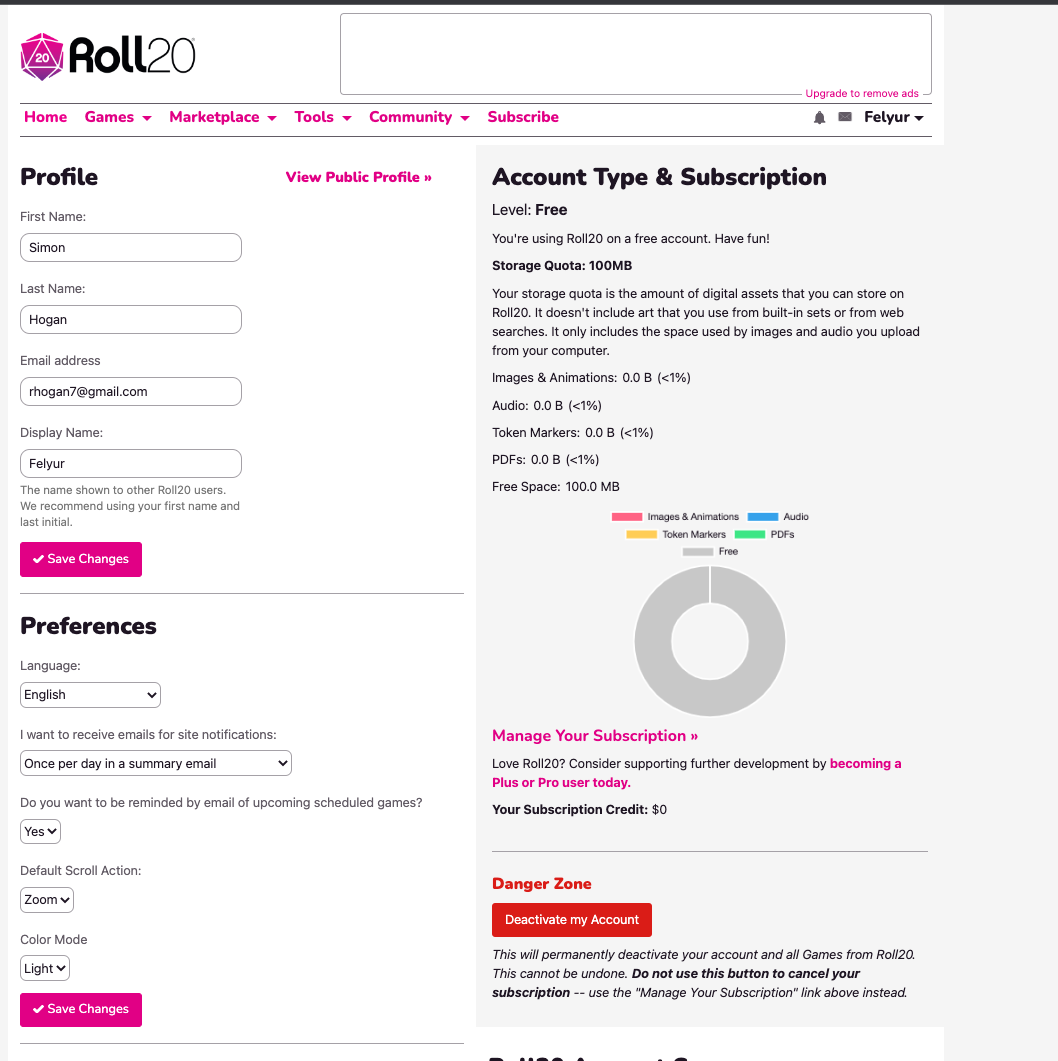 20 Roll20
Upgrade to remove ads
Home Games Marketplace Tools Community Subscribe Felyur
Profile
View Public Profile »
First Name:
Simon
Last Name:
Hogan
Email address
rhogan7@gmail.com
Display Name:
Felyur
The name shown to other Roll20 users.
We recommend using your first name and
last initial.
Save Changes
Preferences
Language:
English
I want to receive emails for site notifications:
Once per day in a summary email
Do you want to be reminded by email of upcoming scheduled games?
Yes
Default Scroll Action:
Zoom
Color Mode
Light
Save Changes
Account Type & Subscription
Level: Free
You're using Roll20 on a free account. Have fun!
Storage Quota: 100MB
Your storage quota is the amount of digital assets that you can store on
Roll20. It doesn't include art that you use from built-in sets or from web
searches. It only includes the space used by images and audio you upload
from your computer.
Images & Animations: 0.0 B (<1%)
Audio: 0.0 B (<1%)
Token Markers: 0.0 B (<1%)
PDFs: 0.0 B (<1%)
Free Space: 100.0 MB
Images & Animations Audio
Token Markers PDFs
Free
Manage Your Subscription »
Love Roll20? Consider supporting further development by becoming a
Plus or Pro user today.
Your Subscription Credit: $0
Danger Zone
Deactivate my Account
This will permanently deactivate your account and all Games from Roll20.
This cannot be undone. Do not use this button to cancel your
subscription -- use the "Manage Your Subscription" link above instead.